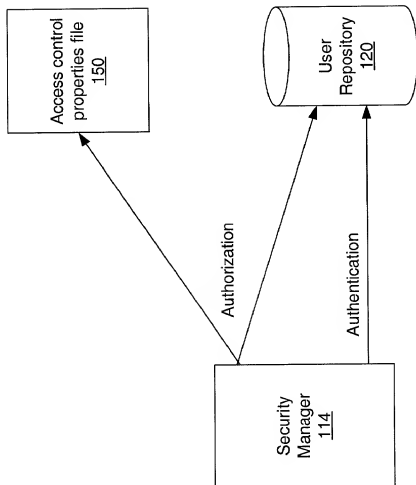 Access control
properties file
150
User
Repository
120
Authorization
Authentication
Security
Manager
114